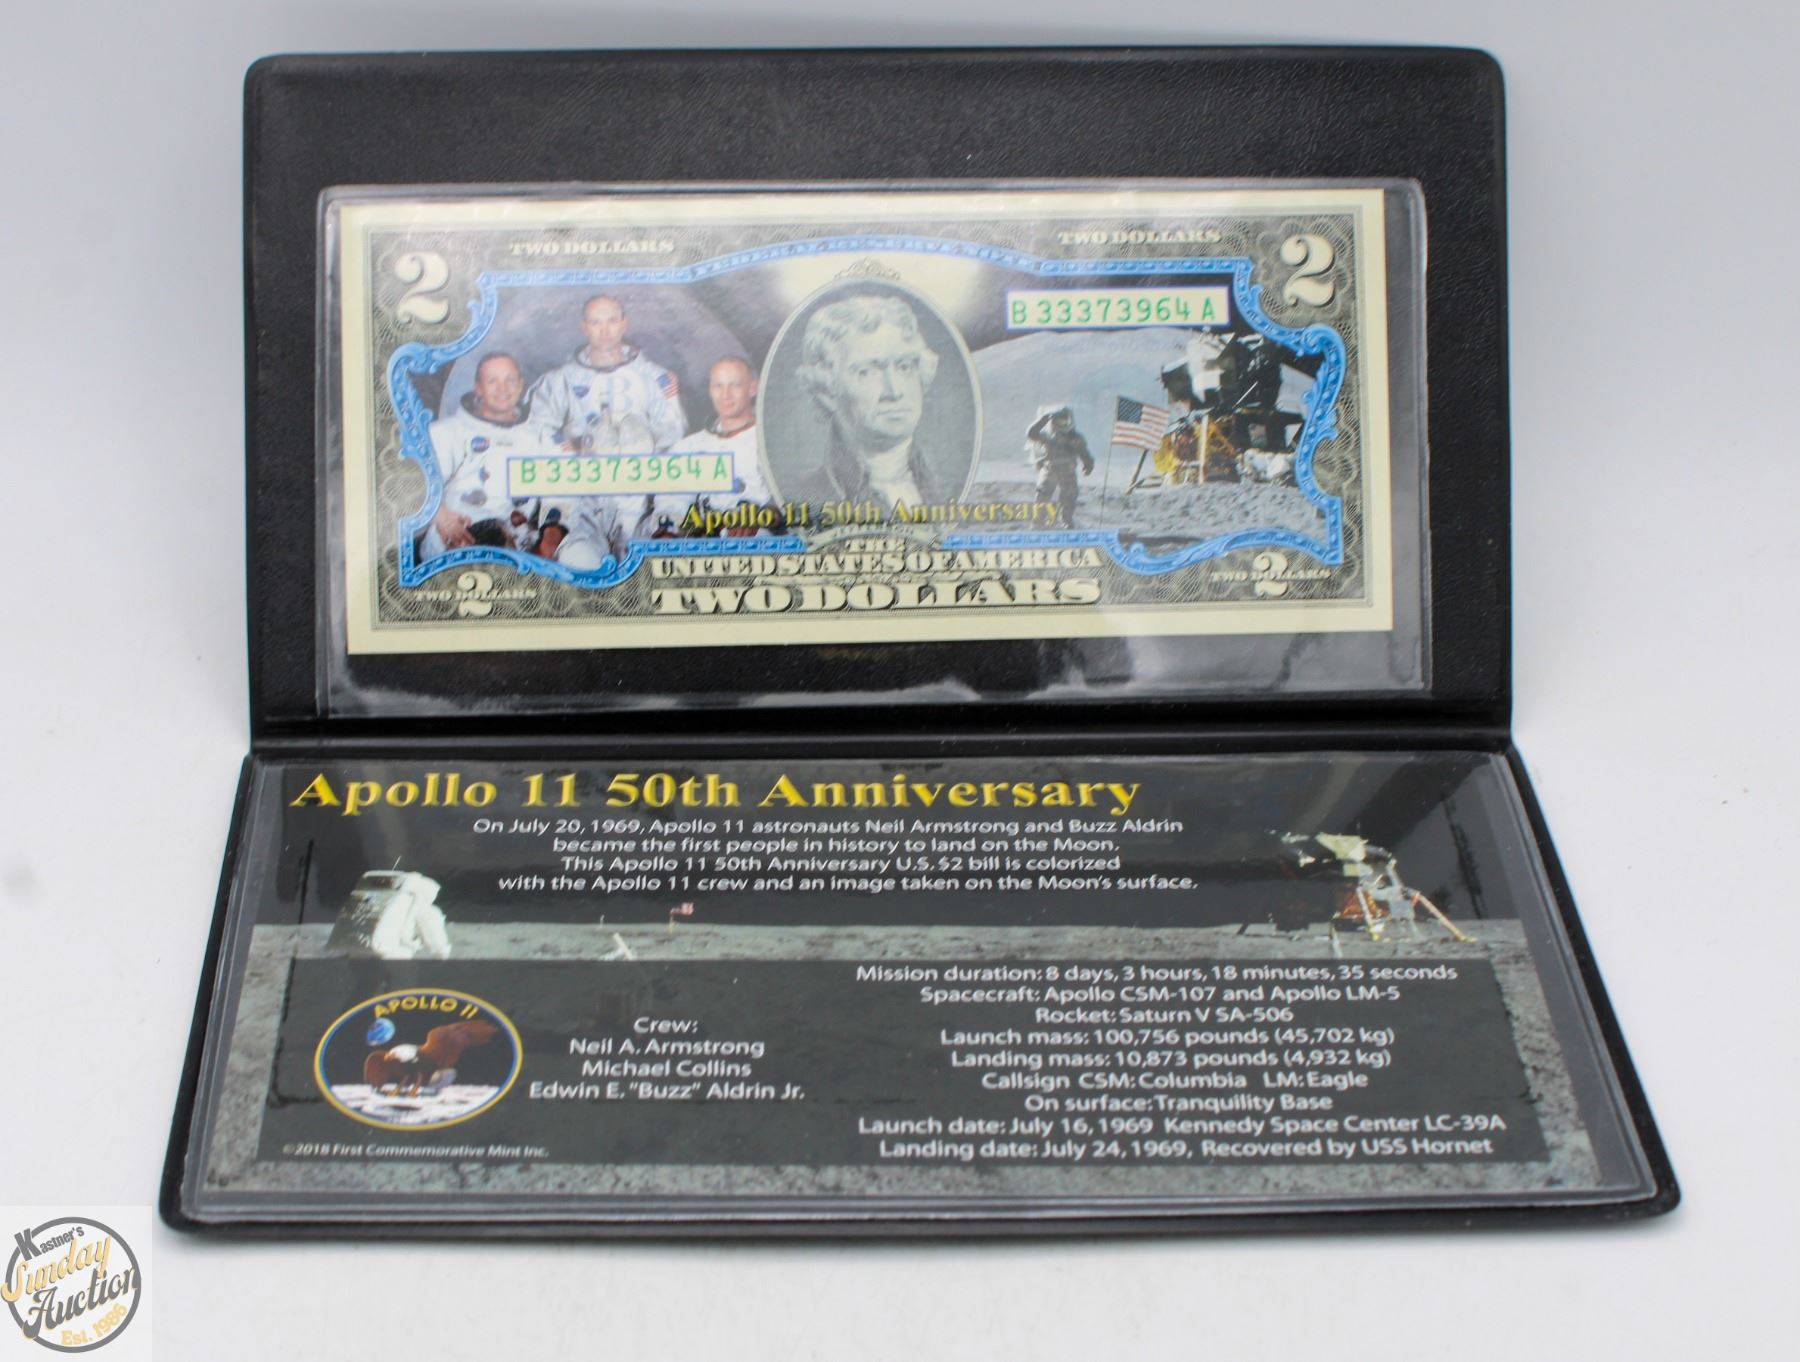 TWO DOLLARS TWO DOLLARS
2 2
B 33373964 A
B 33373964 A
Apollo 11 50th Anniversary
THE
UNITED STATES OF AMERICA
TWO DOLLARS
TWO DOLLARS 2
TWO DOLLARS 2
Apollo 11 50th Anniversary
On July 20, 1969, Apollo 11 astronauts Neil Armstrong and Buzz Aldrin
became the first people in history to land on the Moon.
This Apollo 11 50th Anniversary U.S. $2 bill is colorized
with the Apollo 11 crew and an image taken on the Moon's surface.
APOLLO 11
Crew:
Neil A. Armstrong
Michael Collins
Edwin E. "Buzz" Aldrin Jr.
©2018 First Commemorative Mint Inc.
Mission duration: 8 days, 3 hours, 18 minutes, 35 seconds
Spacecraft: Apollo CSM-107 and Apollo LM-5
Rocket: Saturn V SA-506
Launch mass: 100,756 pounds (45,702 kg)
Landing mass: 10,873 pounds (4,932 kg)
Callsign CSM: Columbia LM: Eagle
On surface: Tranquility Base
Launch date: July 16, 1969 Kennedy Space Center LC-39A
Landing date: July 24, 1969, Recovered by USS Hornet
Kastner's
Sunday
Auction
Est. 1986